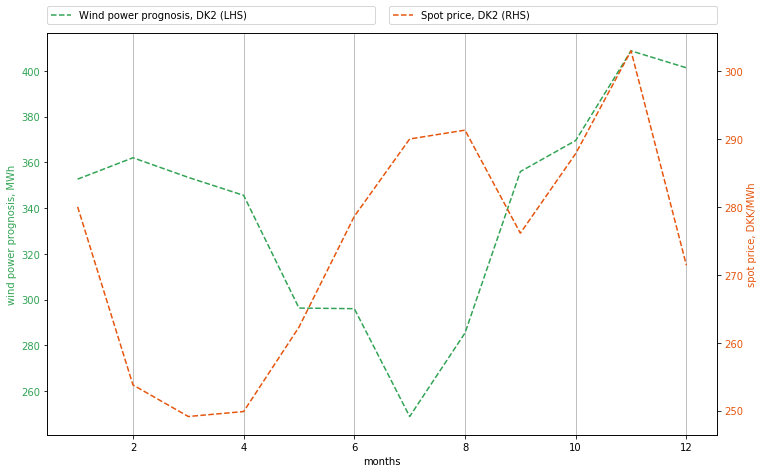 Wind power prognosis, DK2 (LHS)
Spot price, DK2 (RHS)
400
380
360
340
320
300
280
260
wind power prognosis, MWh
300
290
280
270
260
250
spot price, DKK/MWh
2 4 6 8 10 12
months